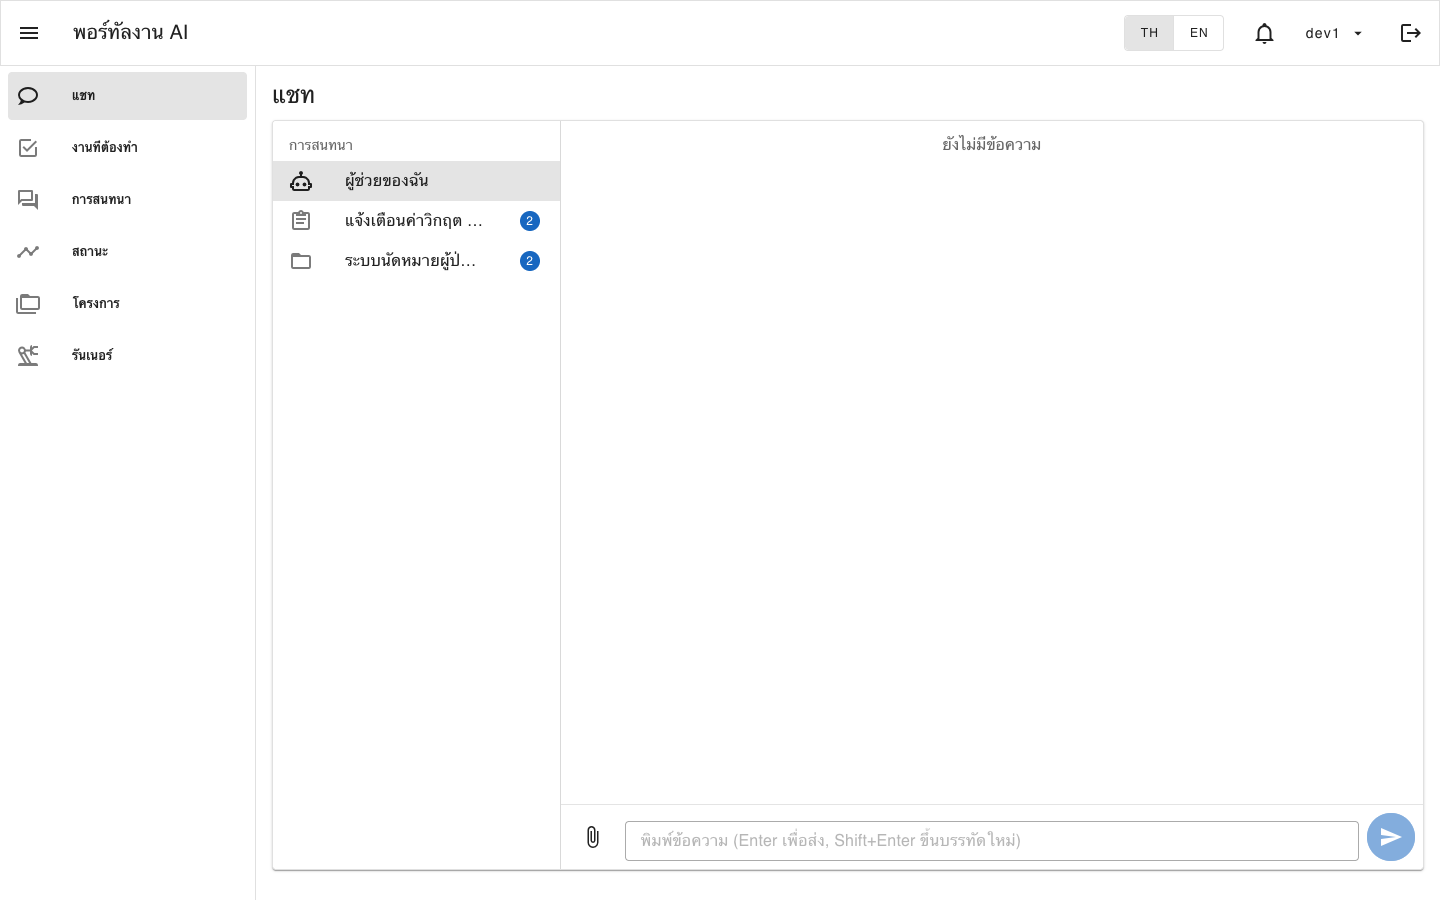 พอร์ทัลงาน AI
TH
EN
dev1
แชท
งานที่ต้องทำ
การสนทนา
สถานะ
โครงการ
รันเนอร์
แชท
การสนทนา
ผู้ช่วยของฉัน
แจ้งเตือนค่าวิกฤต ...
2
ระบบนัดหมายผู้ป่...
2
ยังไม่มีข้อความ
พิมพ์ข้อความ (Enter เพื่อส่ง, Shift+Enter ขึ้นบรรทัดใหม่)